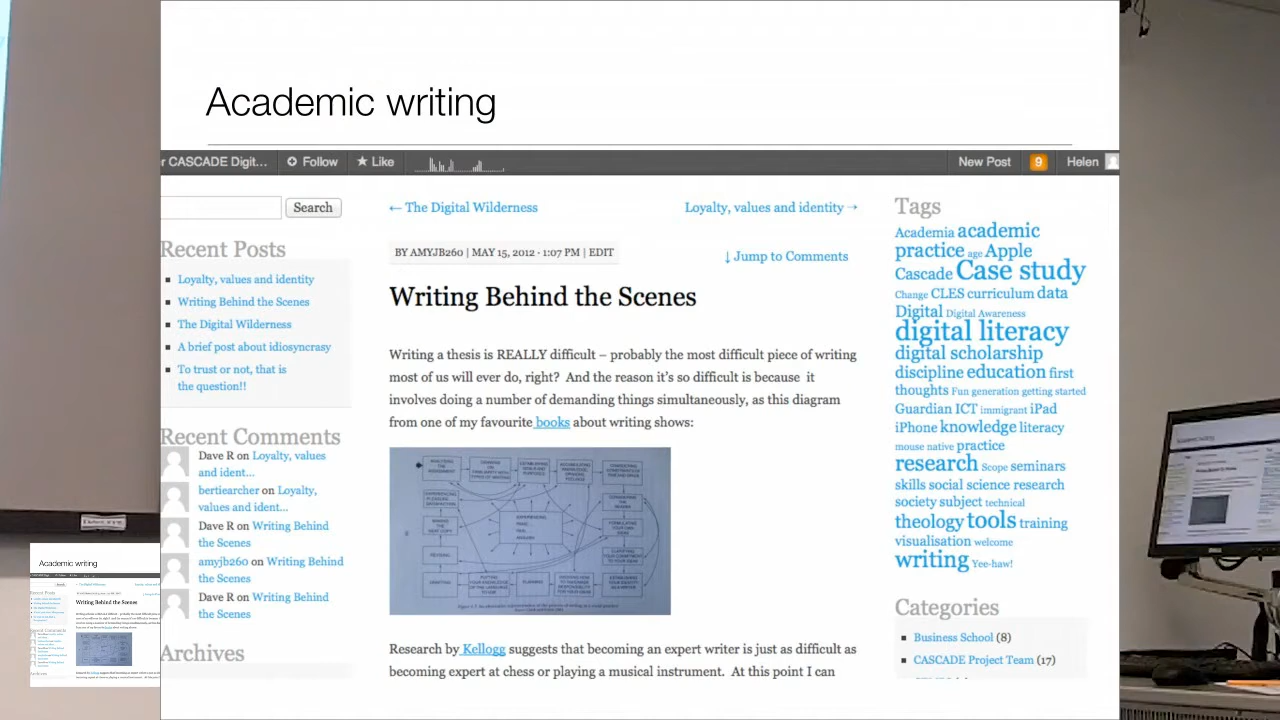 Academic writing
r CASCADE Digit... Follow Like New Post 9 Helen
Search
Recent Posts
Loyalty, values and identity
Writing Behind the Scenes
The Digital Wilderness
A brief post about idiosyncrasy
To trust or not, that is
the question!!
Recent Comments
Dave R on Loyalty, values
and ident...
bertiearcher on Loyalty,
values and ident...
Dave R on Writing Behind
the Scenes
amyjb260 on Writing Behind
the Scenes
Dave R on Writing Behind
the Scenes
Archives
← The Digital Wilderness Loyalty, values and identity →
BY AMYJB260 | MAY 15, 2012 · 1:07 PM | EDIT
↓ Jump to Comments
Writing Behind the Scenes
Writing a thesis is REALLY difficult – probably the most difficult piece of writing
most of us will ever do, right? And the reason it's so difficult is because it
involves doing a number of demanding things simultaneously, as this diagram
from one of my favourite books about writing shows:
Research by Kellogg suggests that becoming an expert writer is just as difficult as
becoming expert at chess or playing a musical instrument. At this point I can
Tags
Academia academic
practice age Apple
Cascade Case study
Change CLES curriculum data
Digital Digital Awareness
digital literacy
digital scholarship
discipline education first
thoughts Fun generation getting started
Guardian ICT immigrant iPad
iPhone knowledge literacy
mouse native practice
research Scope seminars
skills social science research
society subject technical
theology tools training
visualisation welcome
writing Yee-haw!
Categories
Business School (8)
CASCADE Project Team (17)
Academic writing
Writing Behind the Scenes